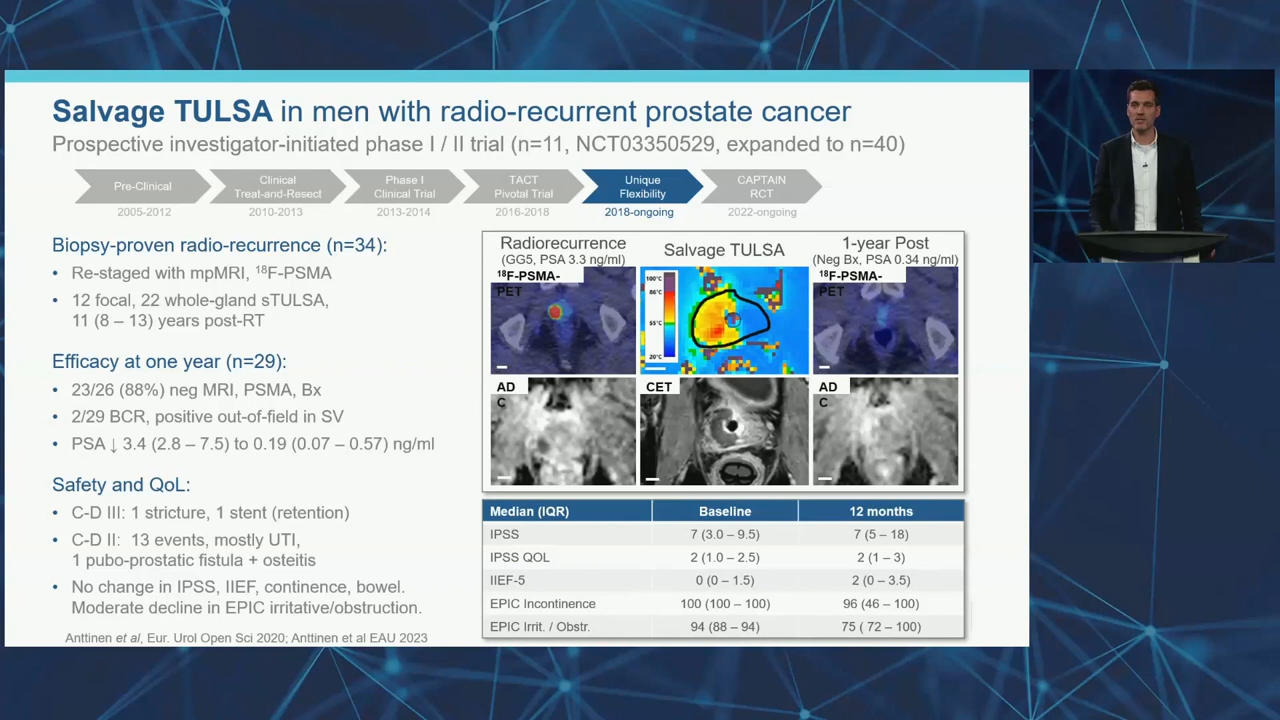 Salvage TULSA in men with radio-recurrent prostate cancer
Prospective investigator-initiated phase I / II trial (n=11, NCT03350529, expanded to n=40)
Pre-Clinical
2005-2012
Clinical
Treat-and-Resect
2010-2013
Phase I
Clinical Trial
2013-2014
TACT
Pivotal Trial
2016-2018
Unique
Flexibility
2018-ongoing
CAPTAIN
RCT
2022-ongoing
Biopsy-proven radio-recurrence (n=34):
• Re-staged with mpMRI, ¹⁸F-PSMA
• 12 focal, 22 whole-gland sTULSA,
11 (8 – 13) years post-RT
Efficacy at one year (n=29):
• 23/26 (88%) neg MRI, PSMA, Bx
• 2/29 BCR, positive out-of-field in SV
• PSA ↓ 3.4 (2.8 – 7.5) to 0.19 (0.07 – 0.57) ng/ml
Safety and QoL:
• C-D III: 1 stricture, 1 stent (retention)
• C-D II: 13 events, mostly UTI,
1 pubo-prostatic fistula + osteitis
• No change in IPSS, IIEF, continence, bowel.
Moderate decline in EPIC irritative/obstruction.
Anttinen et al, Eur. Urol Open Sci 2020; Anttinen et al EAU 2023
Radiorecurrence
(GG5, PSA 3.3 ng/ml)
Salvage TULSA
1-year Post
(Neg Bx, PSA 0.34 ng/ml)
¹⁸F-PSMA-
PET
100°C
86°C
55°C
20°C
¹⁸F-PSMA-
PET
AD
C
CET
AD
C
Median (IQR) Baseline 12 months
IPSS 7 (3.0 – 9.5) 7 (5 – 18)
IPSS QOL 2 (1.0 – 2.5) 2 (1 – 3)
IIEF-5 0 (0 – 1.5) 2 (0 – 3.5)
EPIC Incontinence 100 (100 – 100) 96 (46 – 100)
EPIC Irrit. / Obstr. 94 (88 – 94) 75 ( 72 – 100)